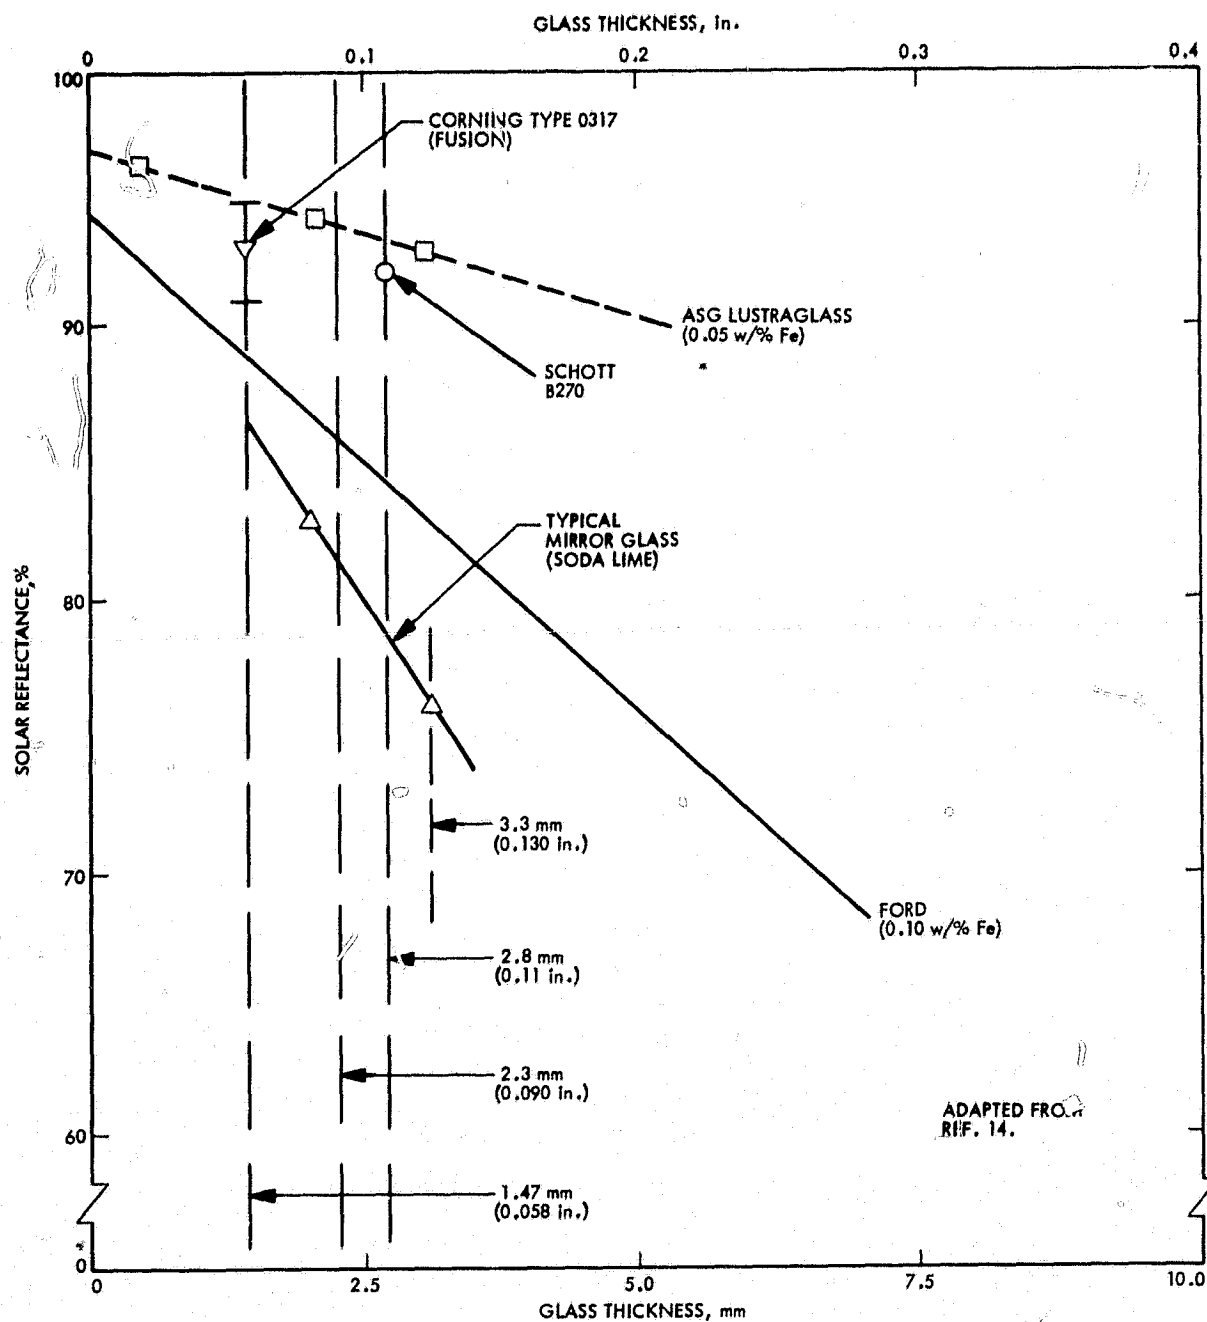 GLASS THICKNESS, in.
0 0.1 0.2 0.3 0.4
100
90
80
70
60
0
SOLAR REFLECTANCE, %
CORNING TYPE 0317
(FUSION)
ASG LUSTRAGLASS
(0.05 w/% Fe)
SCHOTT
B270
TYPICAL
MIRROR GLASS
(SODA LIME)
3.3 mm
(0.130 in.)
FORD
(0.10 w/% Fe)
2.8 mm
(0.11 in.)
2.3 mm
(0.090 in.)
ADAPTED FROM
REF. 14.
1.47 mm
(0.058 in.)
0 2.5 5.0 7.5 10.0
GLASS THICKNESS, mm